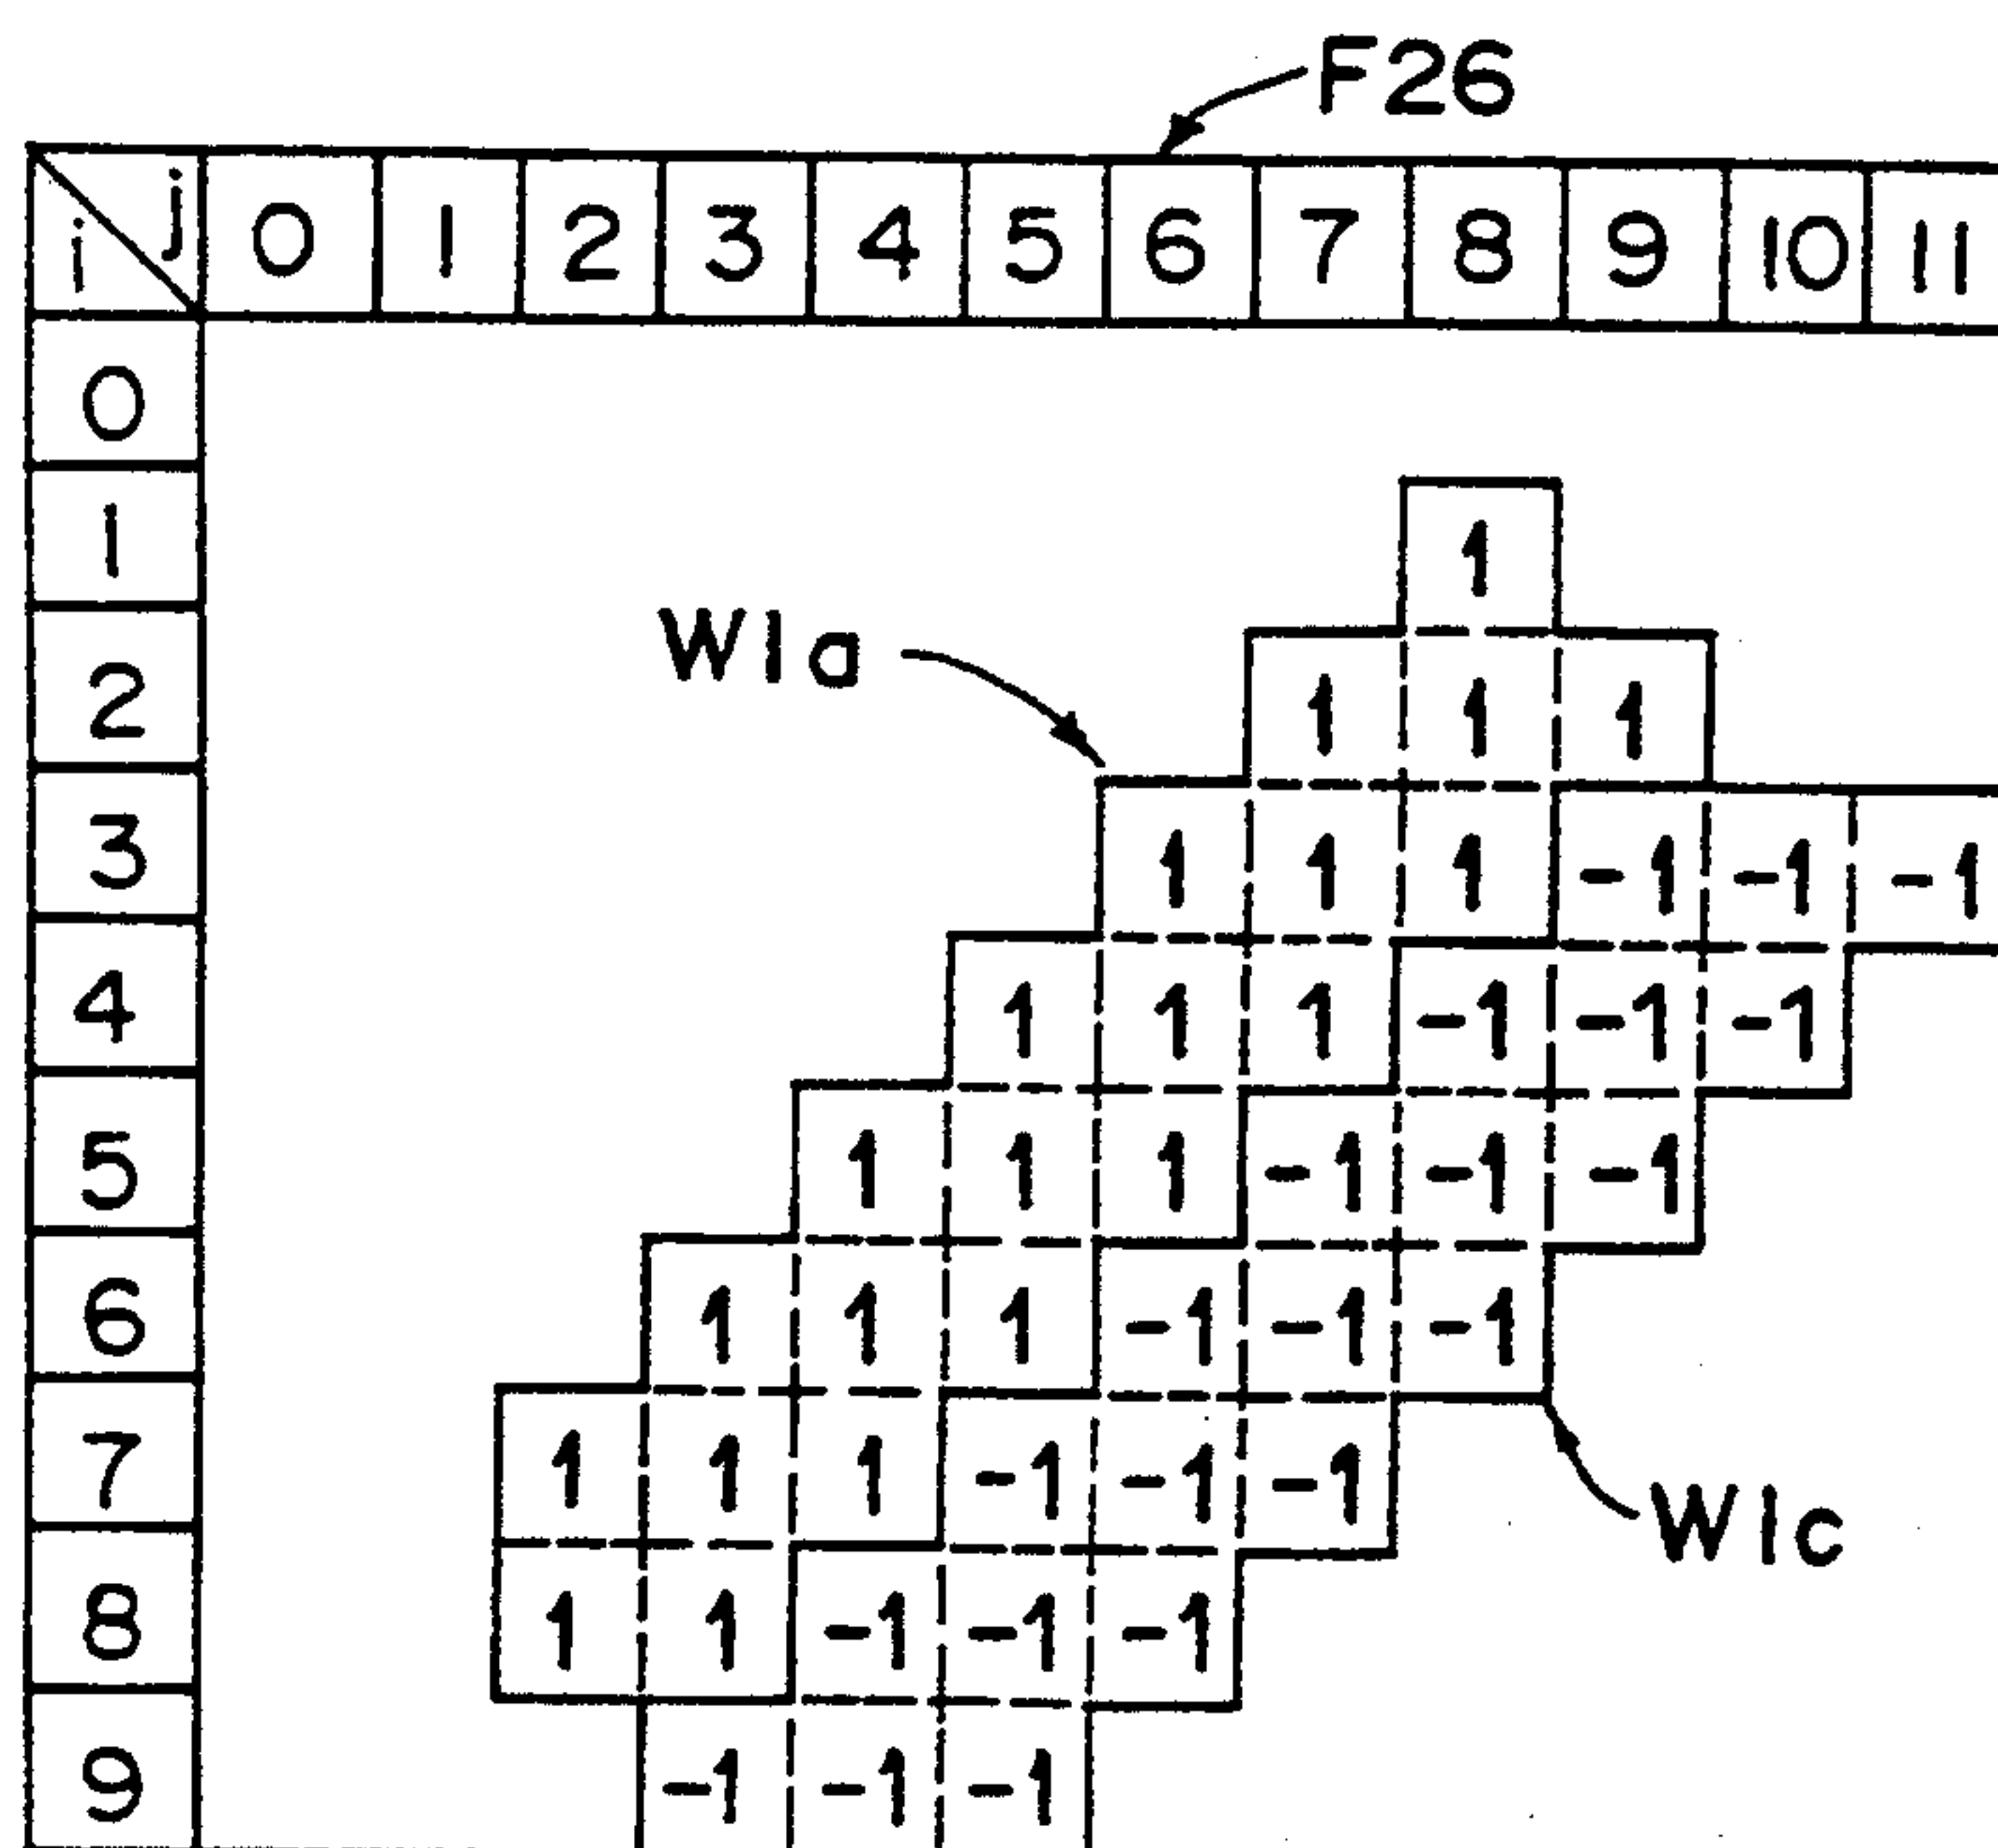 F26
i j 0 1 2 3 4 5 6 7 8 9 10 11
0
1 1
W1a
2 1 1 1
3 1 1 1 -1 -1 -1
4 1 1 1 -1 -1 -1
5 1 1 1 -1 -1 -1
6 1 1 1 -1 -1 -1
7 1 1 1 -1 -1 -1
W1c
8 1 1 -1 -1 -1
9 -1 -1 -1